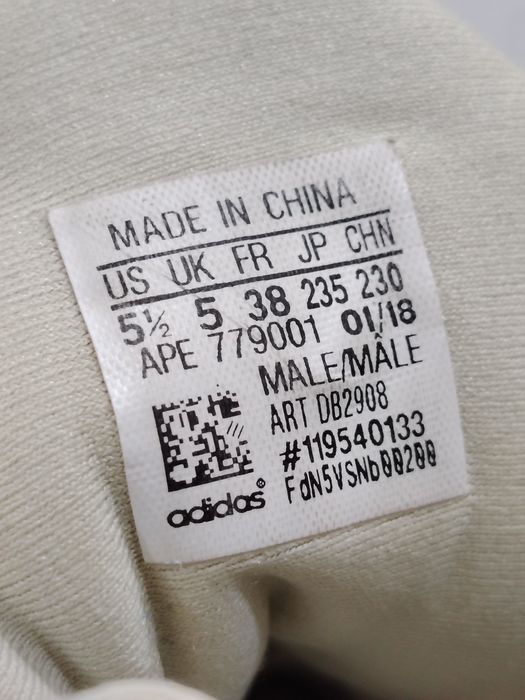 MADE IN CHINA
US UK FR JP CHN
5½ 5 38 235 230
APE 779001 01/18
MALE/MÂLE
ART DB2908
#119540133
FdN5VSNb00200
adidas®